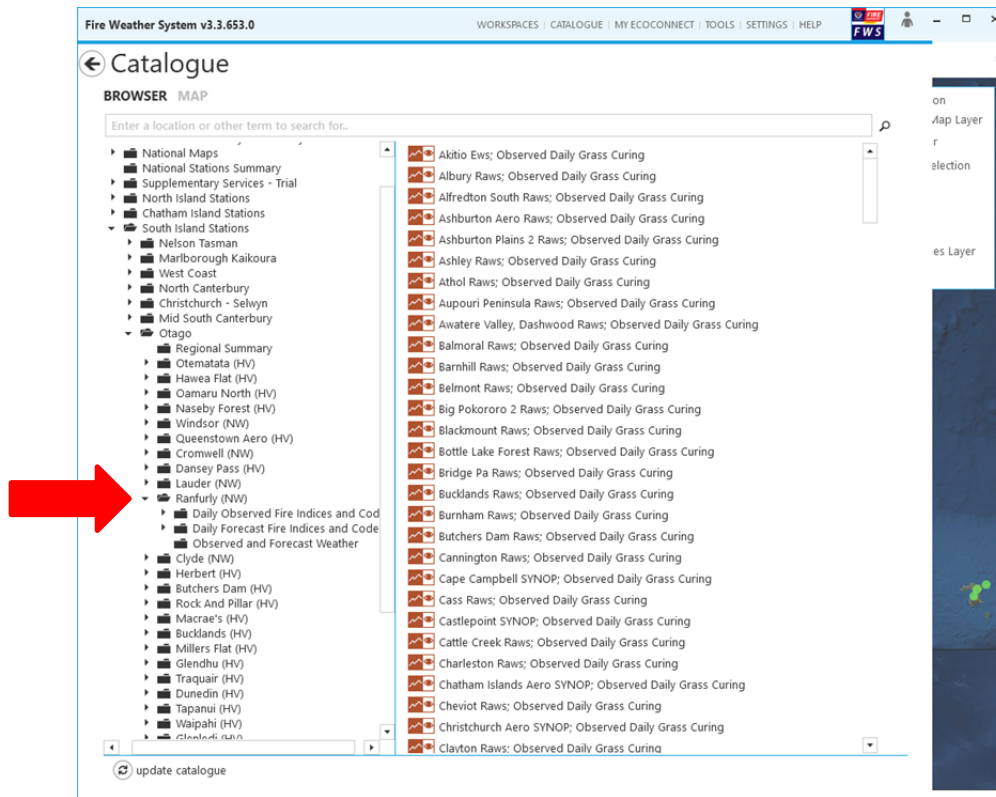 Fire Weather System v3.3.653.0
WORKSPACES | CATALOGUE | MY ECOCONNECT | TOOLS | SETTINGS | HELP
FIRE
FWS
Catalogue
BROWSER MAP
Enter a location or other term to search for..
National Maps
National Stations Summary
Supplementary Services - Trial
North Island Stations
Chatham Island Stations
South Island Stations
Nelson Tasman
Marlborough Kaikoura
West Coast
North Canterbury
Christchurch - Selwyn
Mid South Canterbury
Otago
Regional Summary
Otematata (HV)
Hawea Flat (HV)
Oamaru North (HV)
Naseby Forest (HV)
Windsor (NW)
Queenstown Aero (HV)
Cromwell (NW)
Dansey Pass (HV)
Lauder (NW)
Ranfurly (NW)
Daily Observed Fire Indices and Cod
Daily Forecast Fire Indices and Code
Observed and Forecast Weather
Clyde (NW)
Herbert (HV)
Butchers Dam (HV)
Rock And Pillar (HV)
Macrae's (HV)
Bucklands (HV)
Millers Flat (HV)
Glendhu (HV)
Traquair (HV)
Dunedin (HV)
Tapanui (HV)
Waipahi (HV)
Glenledi (HV)
Akitio Ews; Observed Daily Grass Curing
Albury Raws; Observed Daily Grass Curing
Alfredton South Raws; Observed Daily Grass Curing
Ashburton Aero Raws; Observed Daily Grass Curing
Ashburton Plains 2 Raws; Observed Daily Grass Curing
Ashley Raws; Observed Daily Grass Curing
Athol Raws; Observed Daily Grass Curing
Aupouri Peninsula Raws; Observed Daily Grass Curing
Awatere Valley, Dashwood Raws; Observed Daily Grass Curing
Balmoral Raws; Observed Daily Grass Curing
Barnhill Raws; Observed Daily Grass Curing
Belmont Raws; Observed Daily Grass Curing
Big Pokororo 2 Raws; Observed Daily Grass Curing
Blackmount Raws; Observed Daily Grass Curing
Bottle Lake Forest Raws; Observed Daily Grass Curing
Bridge Pa Raws; Observed Daily Grass Curing
Bucklands Raws; Observed Daily Grass Curing
Burnham Raws; Observed Daily Grass Curing
Butchers Dam Raws; Observed Daily Grass Curing
Cannington Raws; Observed Daily Grass Curing
Cape Campbell SYNOP; Observed Daily Grass Curing
Cass Raws; Observed Daily Grass Curing
Castlepoint SYNOP; Observed Daily Grass Curing
Cattle Creek Raws; Observed Daily Grass Curing
Charleston Raws; Observed Daily Grass Curing
Chatham Islands Aero SYNOP; Observed Daily Grass Curing
Cheviot Raws; Observed Daily Grass Curing
Christchurch Aero SYNOP; Observed Daily Grass Curing
Clayton Raws; Observed Daily Grass Curing
update catalogue
on
Map Layer
r
election
es Layer